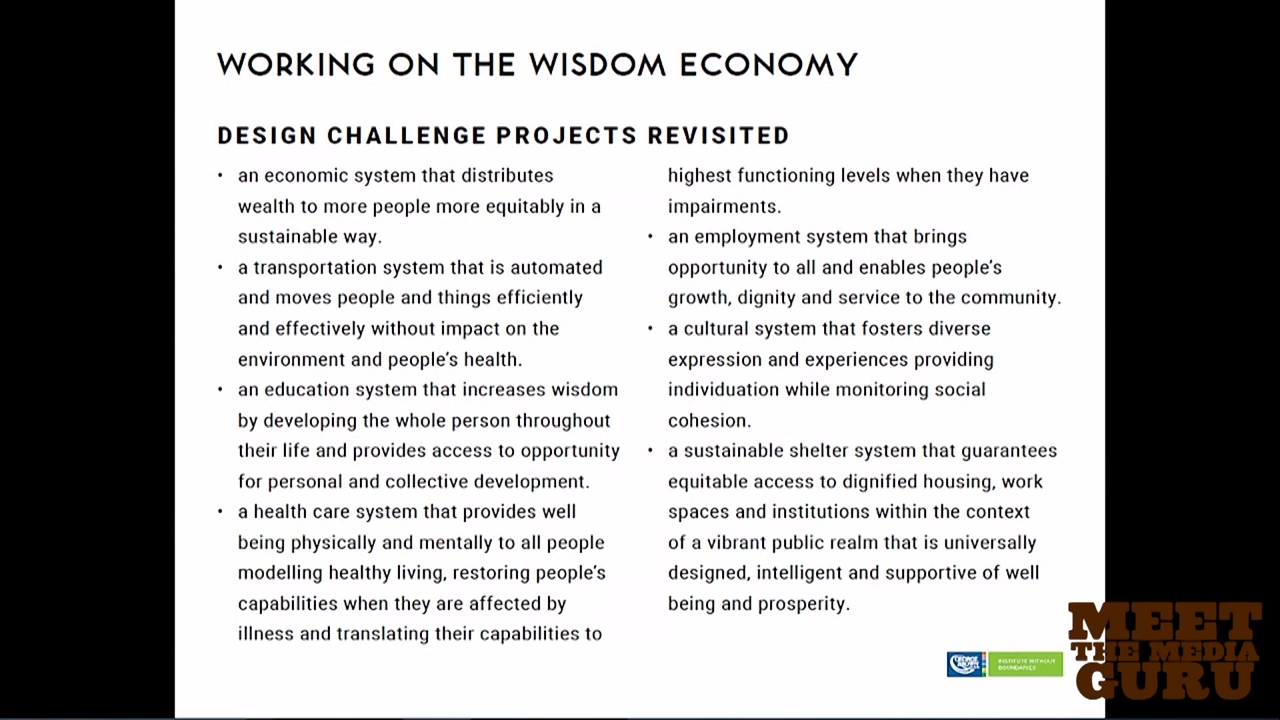 WORKING ON THE WISDOM ECONOMY
DESIGN CHALLENGE PROJECTS REVISITED
• an economic system that distributes
wealth to more people more equitably in a
sustainable way.
• a transportation system that is automated
and moves people and things efficiently
and effectively without impact on the
environment and people's health.
• an education system that increases wisdom
by developing the whole person throughout
their life and provides access to opportunity
for personal and collective development.
• a health care system that provides well
being physically and mentally to all people
modelling healthy living, restoring people's
capabilities when they are affected by
illness and translating their capabilities to
highest functioning levels when they have
impairments.
• an employment system that brings
opportunity to all and enables people's
growth, dignity and service to the community.
• a cultural system that fosters diverse
expression and experiences providing
individuation while monitoring social
cohesion.
• a sustainable shelter system that guarantees
equitable access to dignified housing, work
spaces and institutions within the context
of a vibrant public realm that is universally
designed, intelligent and supportive of well
being and prosperity.
GEORGE
BROWN
INSTITUTE WITHOUT
BOUNDARIES
MEET
THE MEDIA
GURU